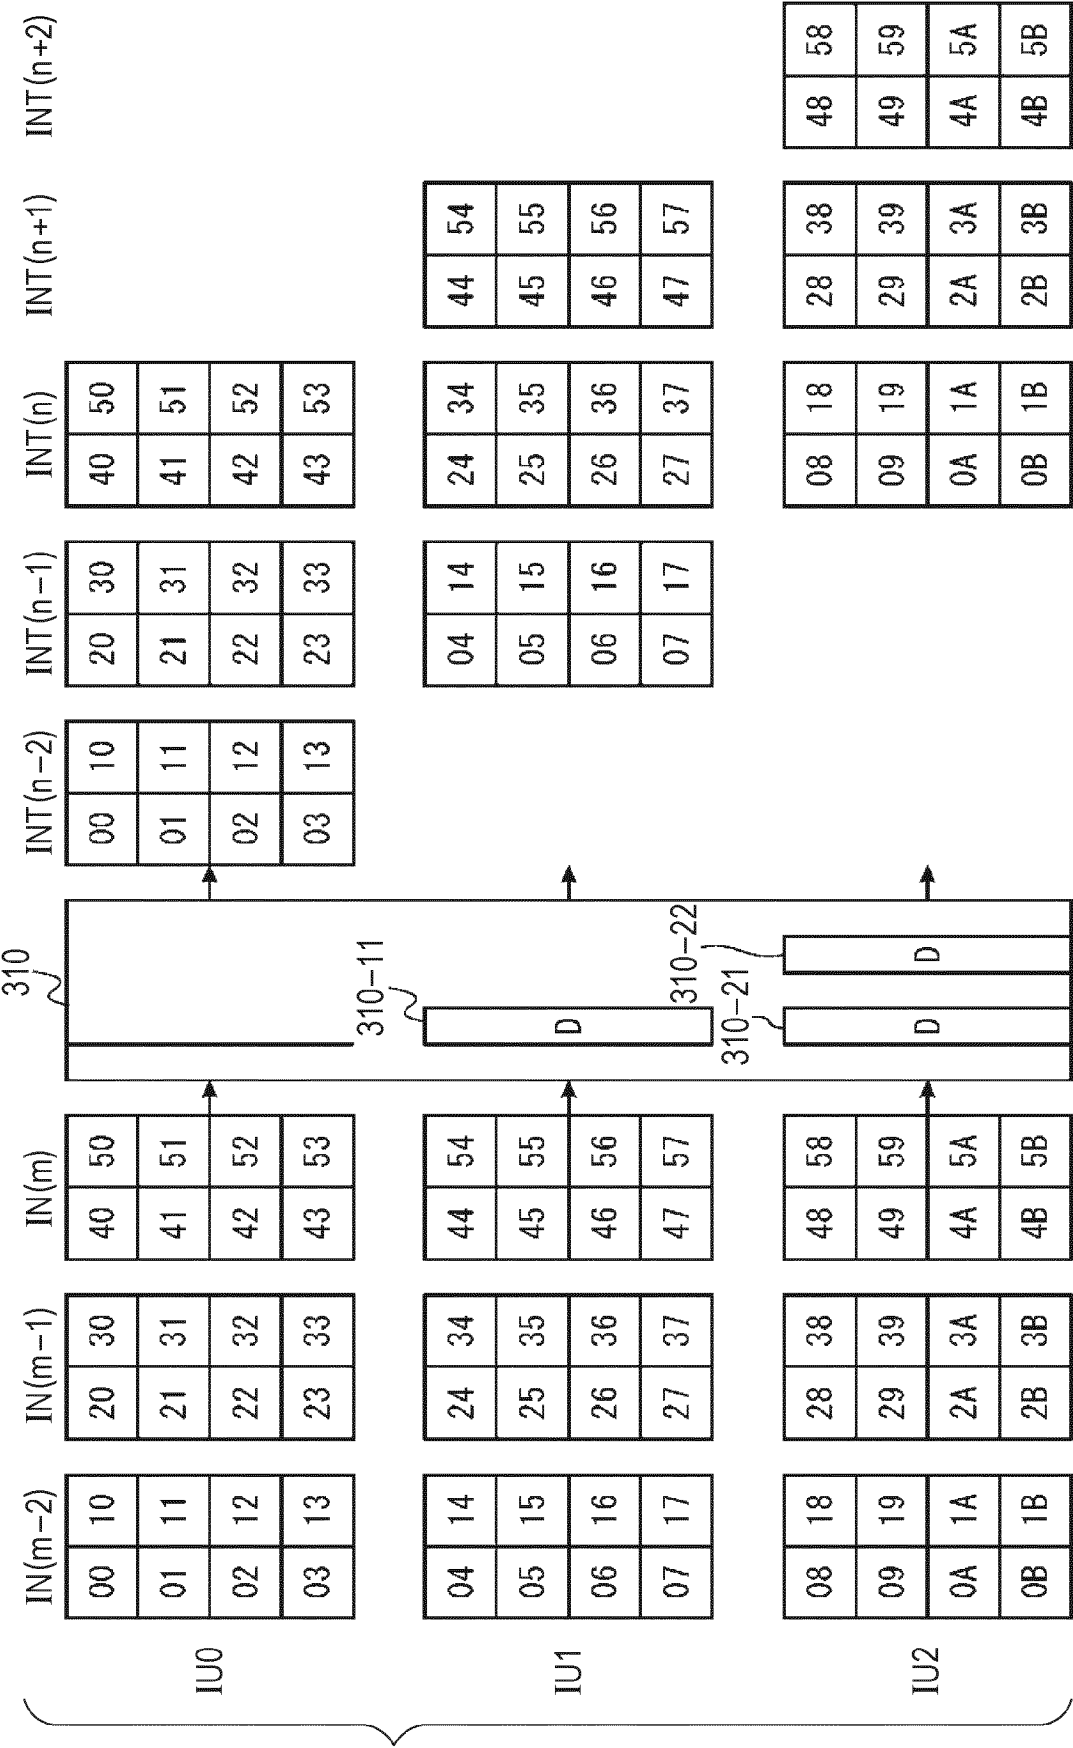 310
IN(m−2) IN(m−1) IN(m) INT(n−2) INT(n−1) INT(n) INT(n+1) INT(n+2)
00 10 20 30 40 50 00 10 20 30 40 50
01 11 21 31 41 51 01 11 21 31 41 51
IU0
02 12 22 32 42 52 02 12 22 32 42 52
03 13 23 33 43 53 03 13 23 33 43 53
310−11
04 14 24 34 44 54 04 14 24 34 44 54
05 15 25 35 45 55 05 15 25 35 45 55
IU1 D
06 16 26 36 46 56 06 16 26 36 46 56
07 17 27 37 47 57 07 17 27 37 47 57
310−22
310−21
08 18 28 38 48 58 08 18 28 38 48 58
09 19 29 39 49 59 09 19 29 39 49 59
IU2 D D
0A 1A 2A 3A 4A 5A 0A 1A 2A 3A 4A 5A
0B 1B 2B 3B 4B 5B 0B 1B 2B 3B 4B 5B